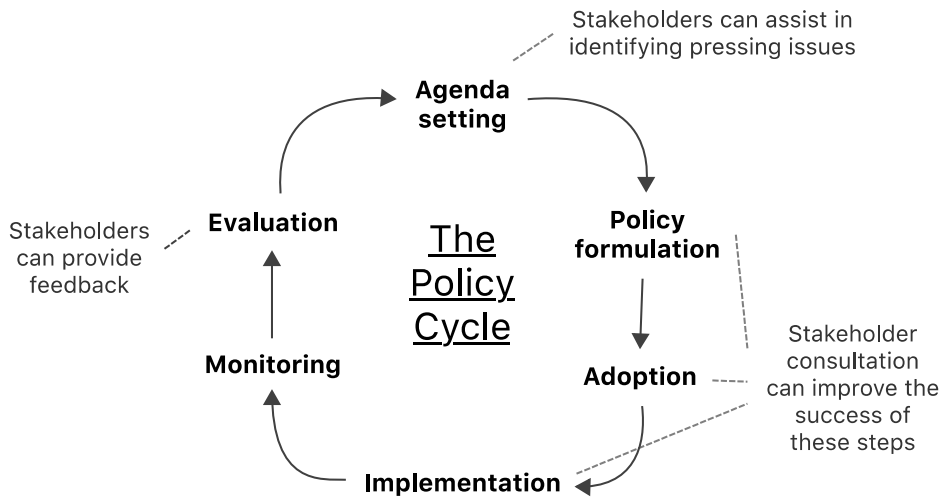 Stakeholders can assist in
identifying pressing issues
Agenda
setting
Policy
formulation
Adoption
Stakeholder
consultation
can improve the
success of
these steps
Implementation
Monitoring
Evaluation
Stakeholders
can provide
feedback
The
Policy
Cycle